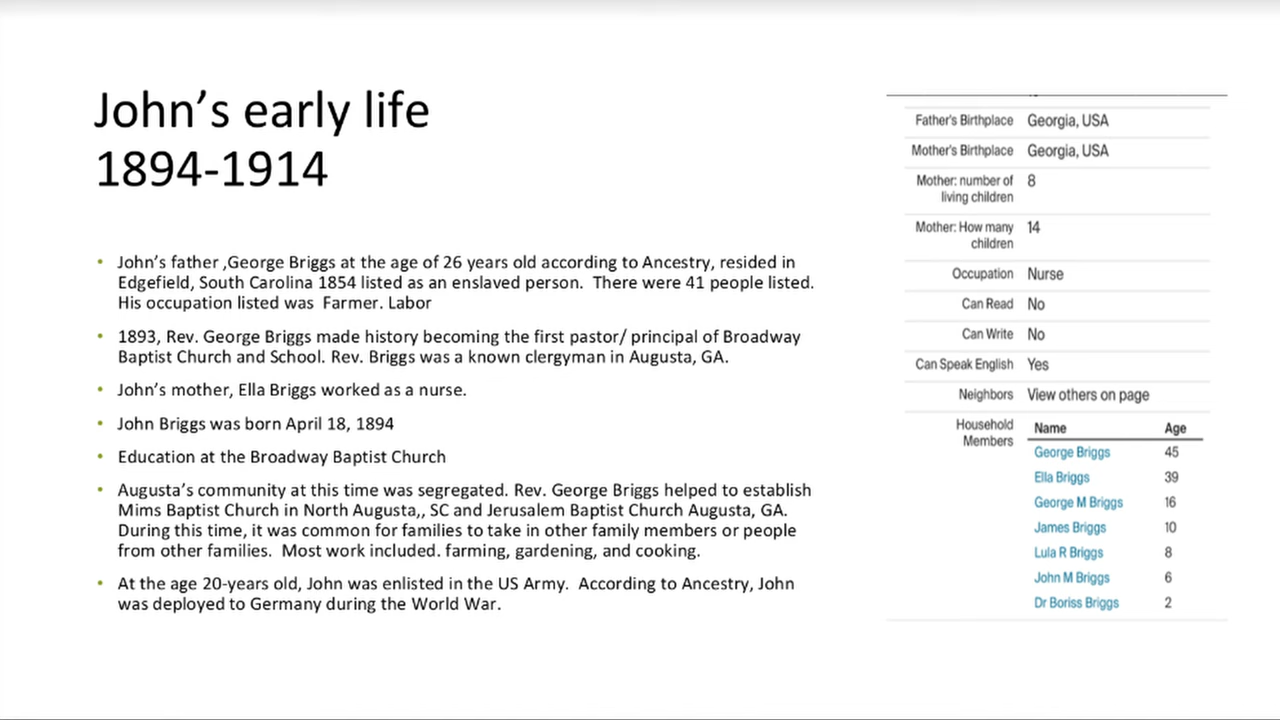 John’s early life
1894-1914
• John’s father ,George Briggs at the age of 26 years old according to Ancestry, resided in
Edgefield, South Carolina 1854 listed as an enslaved person.  There were 41 people listed.
His occupation listed was  Farmer. Labor
• 1893, Rev. George Briggs made history becoming the first pastor/ principal of Broadway
Baptist Church and School. Rev. Briggs was a known clergyman in Augusta, GA.
• John’s mother, Ella Briggs worked as a nurse.
• John Briggs was born April 18, 1894
• Education at the Broadway Baptist Church
• Augusta’s community at this time was segregated. Rev. George Briggs helped to establish
Mims Baptist Church in North Augusta,, SC and Jerusalem Baptist Church Augusta, GA.
During this time, it was common for families to take in other family members or people
from other families.  Most work included. farming, gardening, and cooking.
• At the age 20-years old, John was enlisted in the US Army.  According to Ancestry, John
was deployed to Germany during the World War.
Father's Birthplace Georgia, USA
Mother's Birthplace Georgia, USA
Mother: number of 8
living children
Mother: How many 14
children
Occupation Nurse
Can Read No
Can Write No
Can Speak English Yes
Neighbors View others on page
Household Name Age
Members
George Briggs 45
Ella Briggs 39
George M Briggs 16
James Briggs 10
Lula R Briggs 8
John M Briggs 6
Dr Boriss Briggs 2